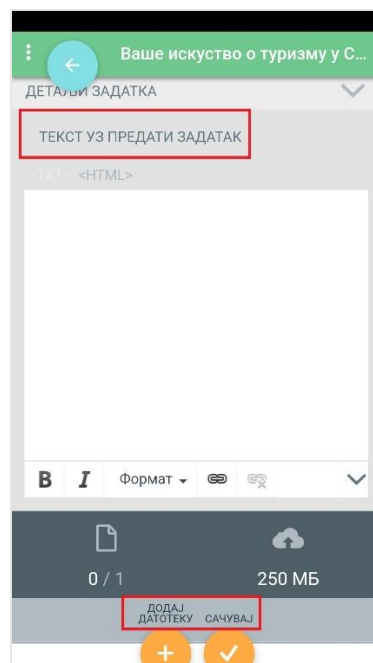 Ваше искуство о туризму у С...
ДЕТАЉИ ЗАДАТКА
ТЕКСТ УЗ ПРЕДАТИ ЗАДАТАК
<TXT> <HTML>
B I Формат
0 / 1 250 МБ
ДОДАЈ
ДАТОТЕКУ САЧУВАЈ